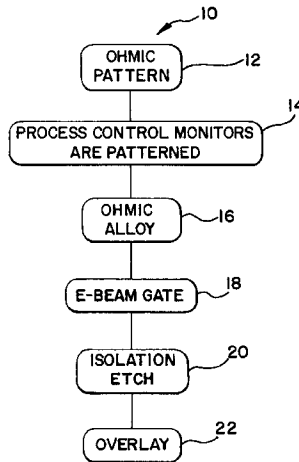 10
OHMIC
PATTERN
12
PROCESS CONTROL MONITORS
ARE PATTERNED
14
OHMIC
ALLOY
16
E-BEAM GATE
18
ISOLATION
ETCH
20
OVERLAY
22